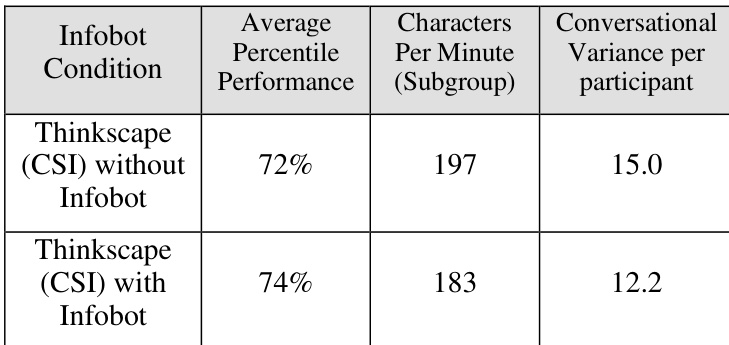 Infobot
Condition
Average
Percentile
Performance
Characters
Per Minute
(Subgroup)
Conversational
Variance per
participant
Thinkscape
(CSI) without
Infobot
72%
197
15.0
Thinkscape
(CSI) with
Infobot
74%
183
12.2